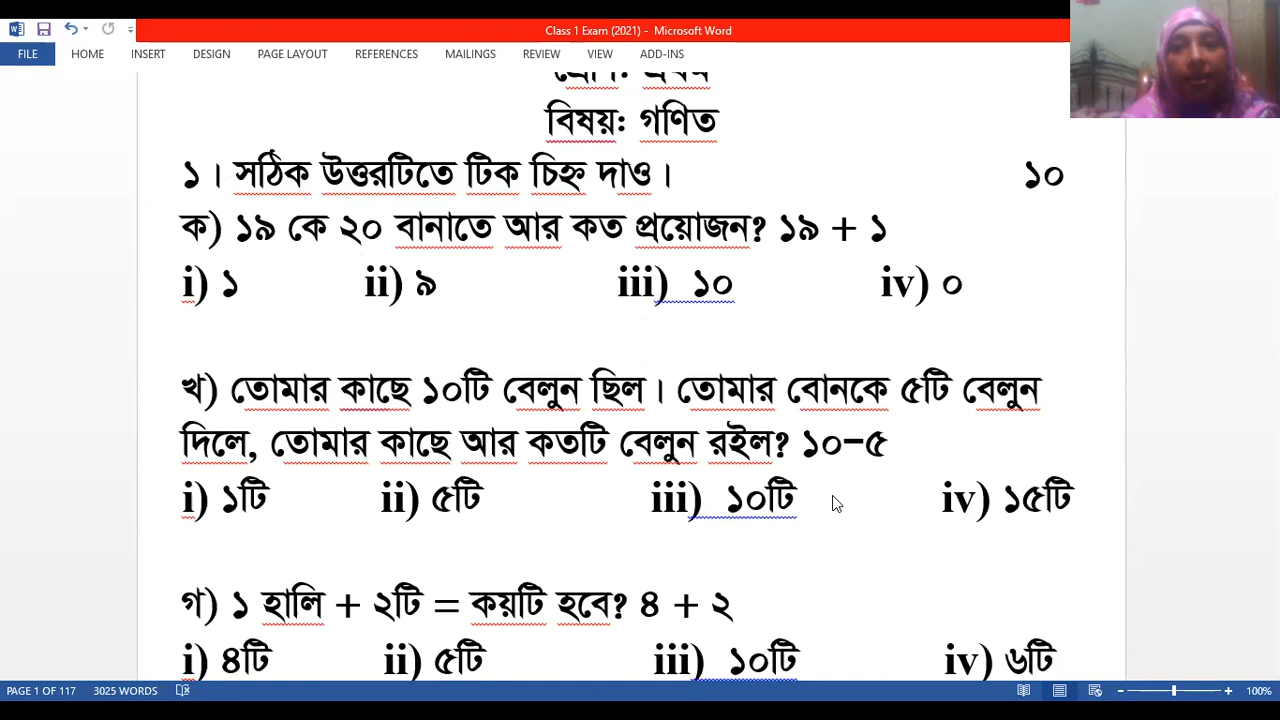 Class 1 Exam (2021) - Microsoft Word
FILE HOME INSERT DESIGN PAGE LAYOUT REFERENCES MAILINGS REVIEW VIEW ADD-INS
শ্রেণি: প্রথম
বিষয়: গণিত
১। সঠিক উত্তরটিতে টিক চিহ্ন দাও। ১০
ক) ১৯ কে ২০ বানাতে আর কত প্রয়োজন? ১৯ + ১
i) ১ ii) ৯ iii) ১০ iv) ০
খ) তোমার কাছে ১০টি বেলুন ছিল। তোমার বোনকে ৫টি বেলুন
দিলে, তোমার কাছে আর কতটি বেলুন রইল? ১০-৫
i) ১টি ii) ৫টি iii) ১০টি iv) ১৫টি
গ) ১ হালি + ২টি = কয়টি হবে? ৪ + ২
i) ৪টি ii) ৫টি iii) ১০টি iv) ৬টি
PAGE 1 OF 117 3025 WORDS 100%